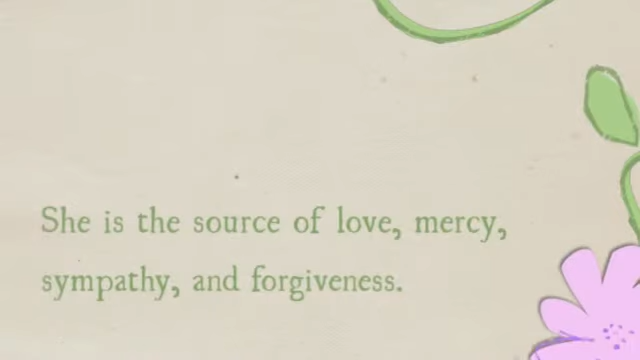 She is the source of love, mercy,
sympathy, and forgiveness.